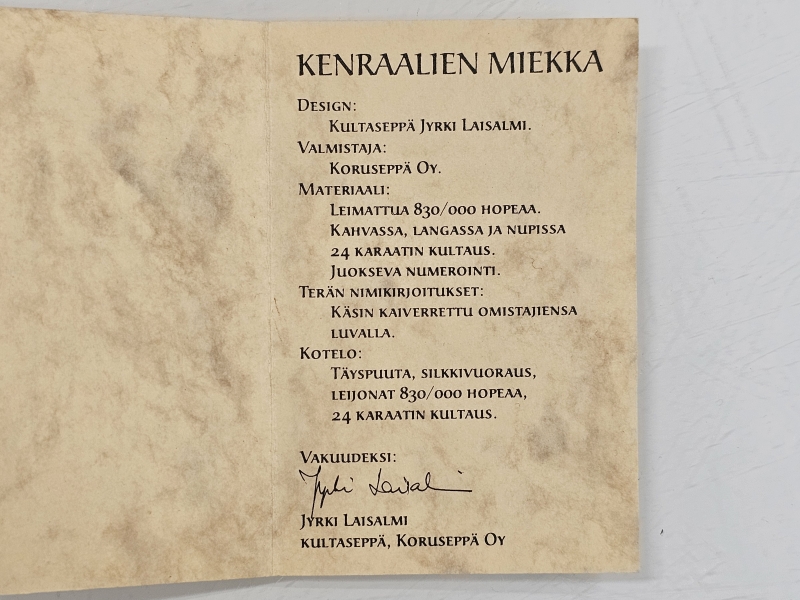 KENRAALIEN MIEKKA
DESIGN:
KULTASEPPÄ JYRKI LAISALMI.
VALMISTAJA:
KORUSEPPÄ OY.
MATERIAALI:
LEIMATTUA 830/000 HOPEAA.
KAHVASSA, LANGASSA JA NUPISSA
24 KARAATIN KULTAUS.
JUOKSEVA NUMEROINTI.
TERÄN NIMIKIRJOITUKSET:
KÄSIN KAIVERRETTU OMISTAJIENSA
LUVALLA.
KOTELO:
TÄYSPUUTA, SILKKIVUORAUS,
LEIJONAT 830/000 HOPEAA,
24 KARAATIN KULTAUS.
VAKUUDEKSI:
Jyrki Laisalmi
JYRKI LAISALMI
KULTASEPPÄ, KORUSEPPÄ OY